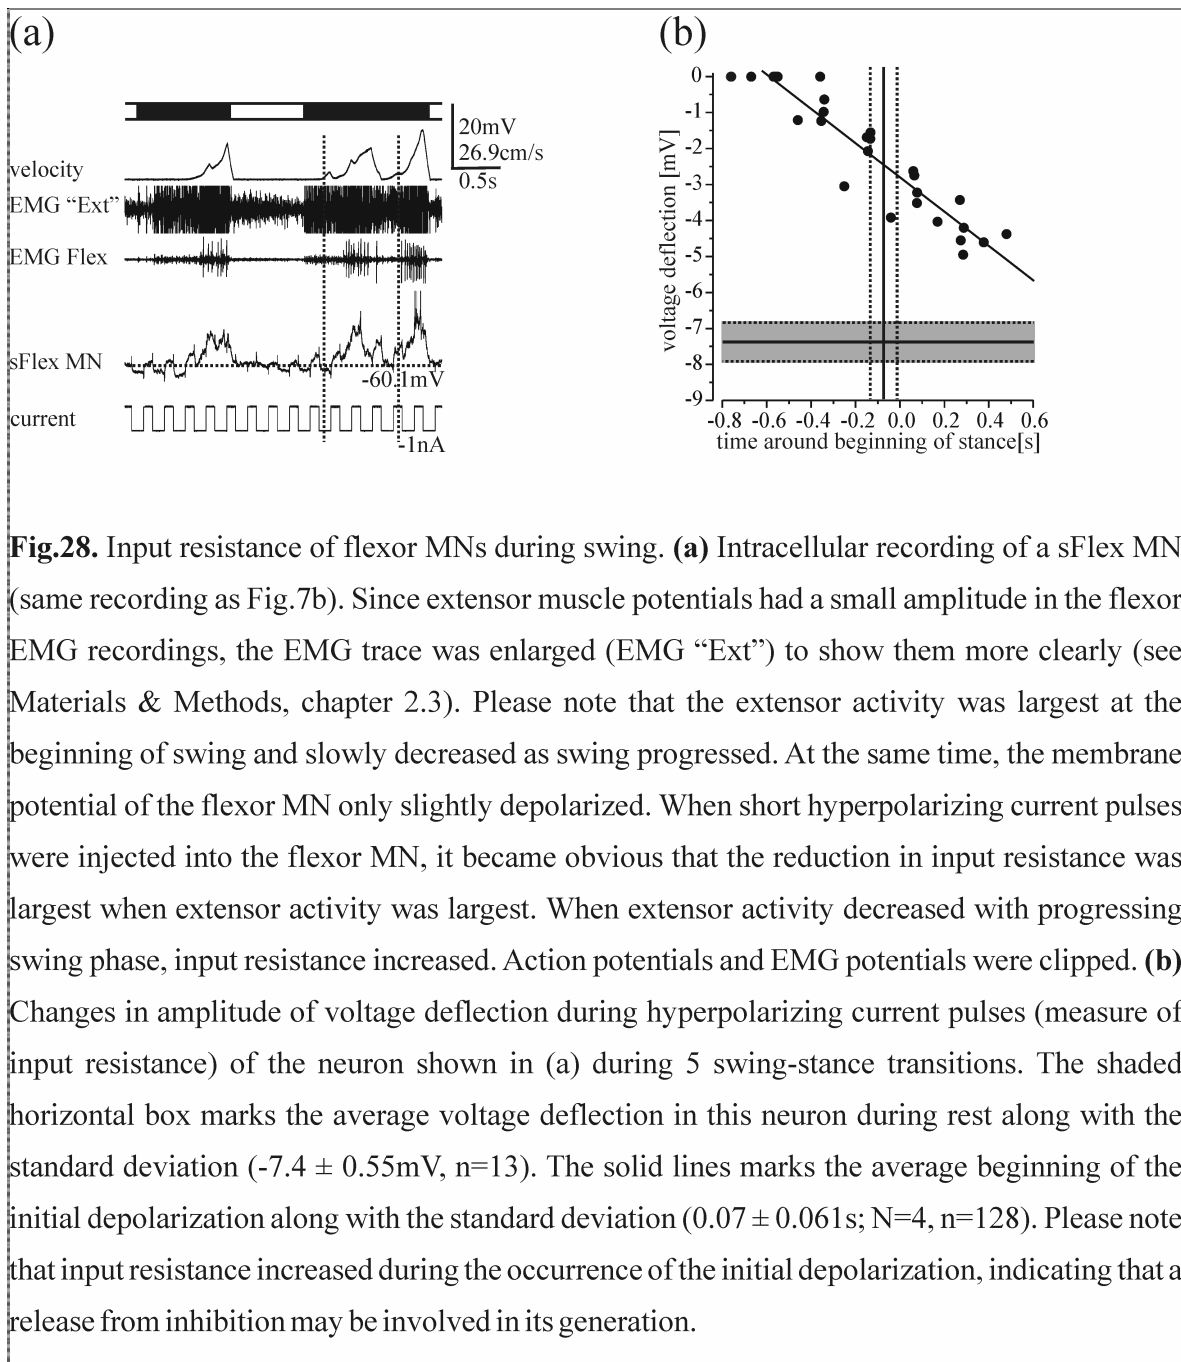 (a)
(b)
velocity
EMG “Ext”
EMG Flex
sFlex MN
current
20mV
26.9cm/s
0.5s
-60.1mV
-1nA
voltage deflection [mV]
0
-1
-2
-3
-4
-5
-6
-7
-8
-9
-0.8 -0.6 -0.4 -0.2 0.0 0.2 0.4 0.6
time around beginning of stance[s]
Fig.28. Input resistance of flexor MNs during swing. (a) Intracellular recording of a sFlex MN
(same recording as Fig.7b). Since extensor muscle potentials had a small amplitude in the flexor
EMG recordings, the EMG trace was enlarged (EMG “Ext”) to show them more clearly (see
Materials & Methods, chapter 2.3). Please note that the extensor activity was largest at the
beginning of swing and slowly decreased as swing progressed. At the same time, the membrane
potential of the flexor MN only slightly depolarized. When short hyperpolarizing current pulses
were injected into the flexor MN, it became obvious that the reduction in input resistance was
largest when extensor activity was largest. When extensor activity decreased with progressing
swing phase, input resistance increased. Action potentials and EMG potentials were clipped. (b)
Changes in amplitude of voltage deflection during hyperpolarizing current pulses (measure of
input resistance) of the neuron shown in (a) during 5 swing-stance transitions. The shaded
horizontal box marks the average voltage deflection in this neuron during rest along with the
standard deviation (-7.4 ± 0.55mV, n=13). The solid lines marks the average beginning of the
initial depolarization along with the standard deviation (0.07 ± 0.061s; N=4, n=128). Please note
that input resistance increased during the occurrence of the initial depolarization, indicating that a
release from inhibition may be involved in its generation.